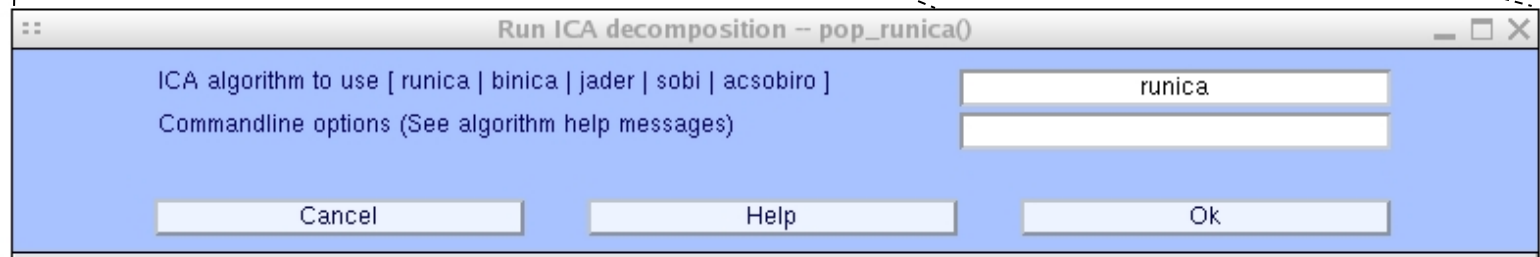 Run ICA decomposition -- pop_runica()
ICA algorithm to use [ runica | binica | jader | sobi | acsobiro ] runica
Commandline options (See algorithm help messages)
Cancel Help Ok